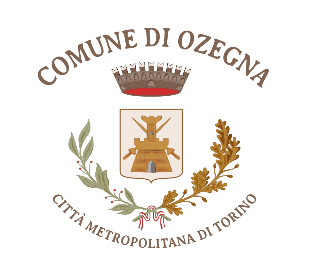 COMUNE DI OZEGNA
CITTÀ METROPOLITANA DI TORINO